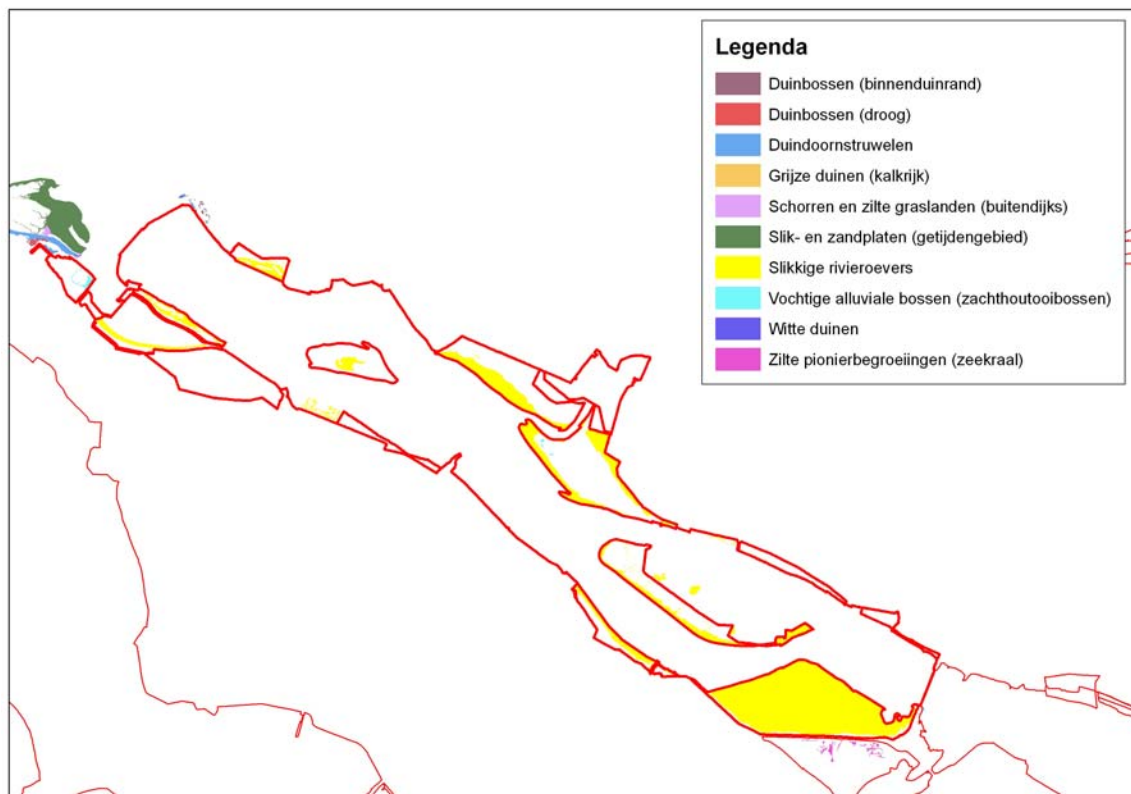 Legenda
Duinbossen (binnenduinrand)
Duinbossen (droog)
Duindoornstruwelen
Grijze duinen (kalkrijk)
Schorren en zilte graslanden (buitendijks)
Slik- en zandplaten (getijdengebied)
Slikkige rivieroevers
Vochtige alluviale bossen (zachthoutooibossen)
Witte duinen
Zilte pionierbegroeiingen (zeekraal)